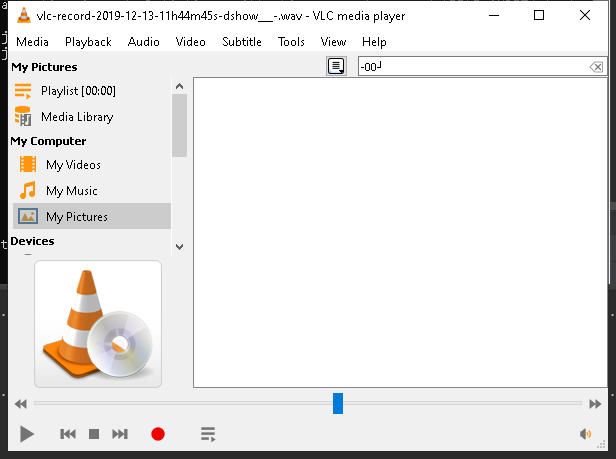 vlc-record-2019-12-13-11h44m45s-dshow__-.wav - VLC media player
Media Playback Audio Video Subtitle Tools View Help
My Pictures
-00┘
Playlist [00:00]
Media Library
My Computer
My Videos
My Music
My Pictures
Devices